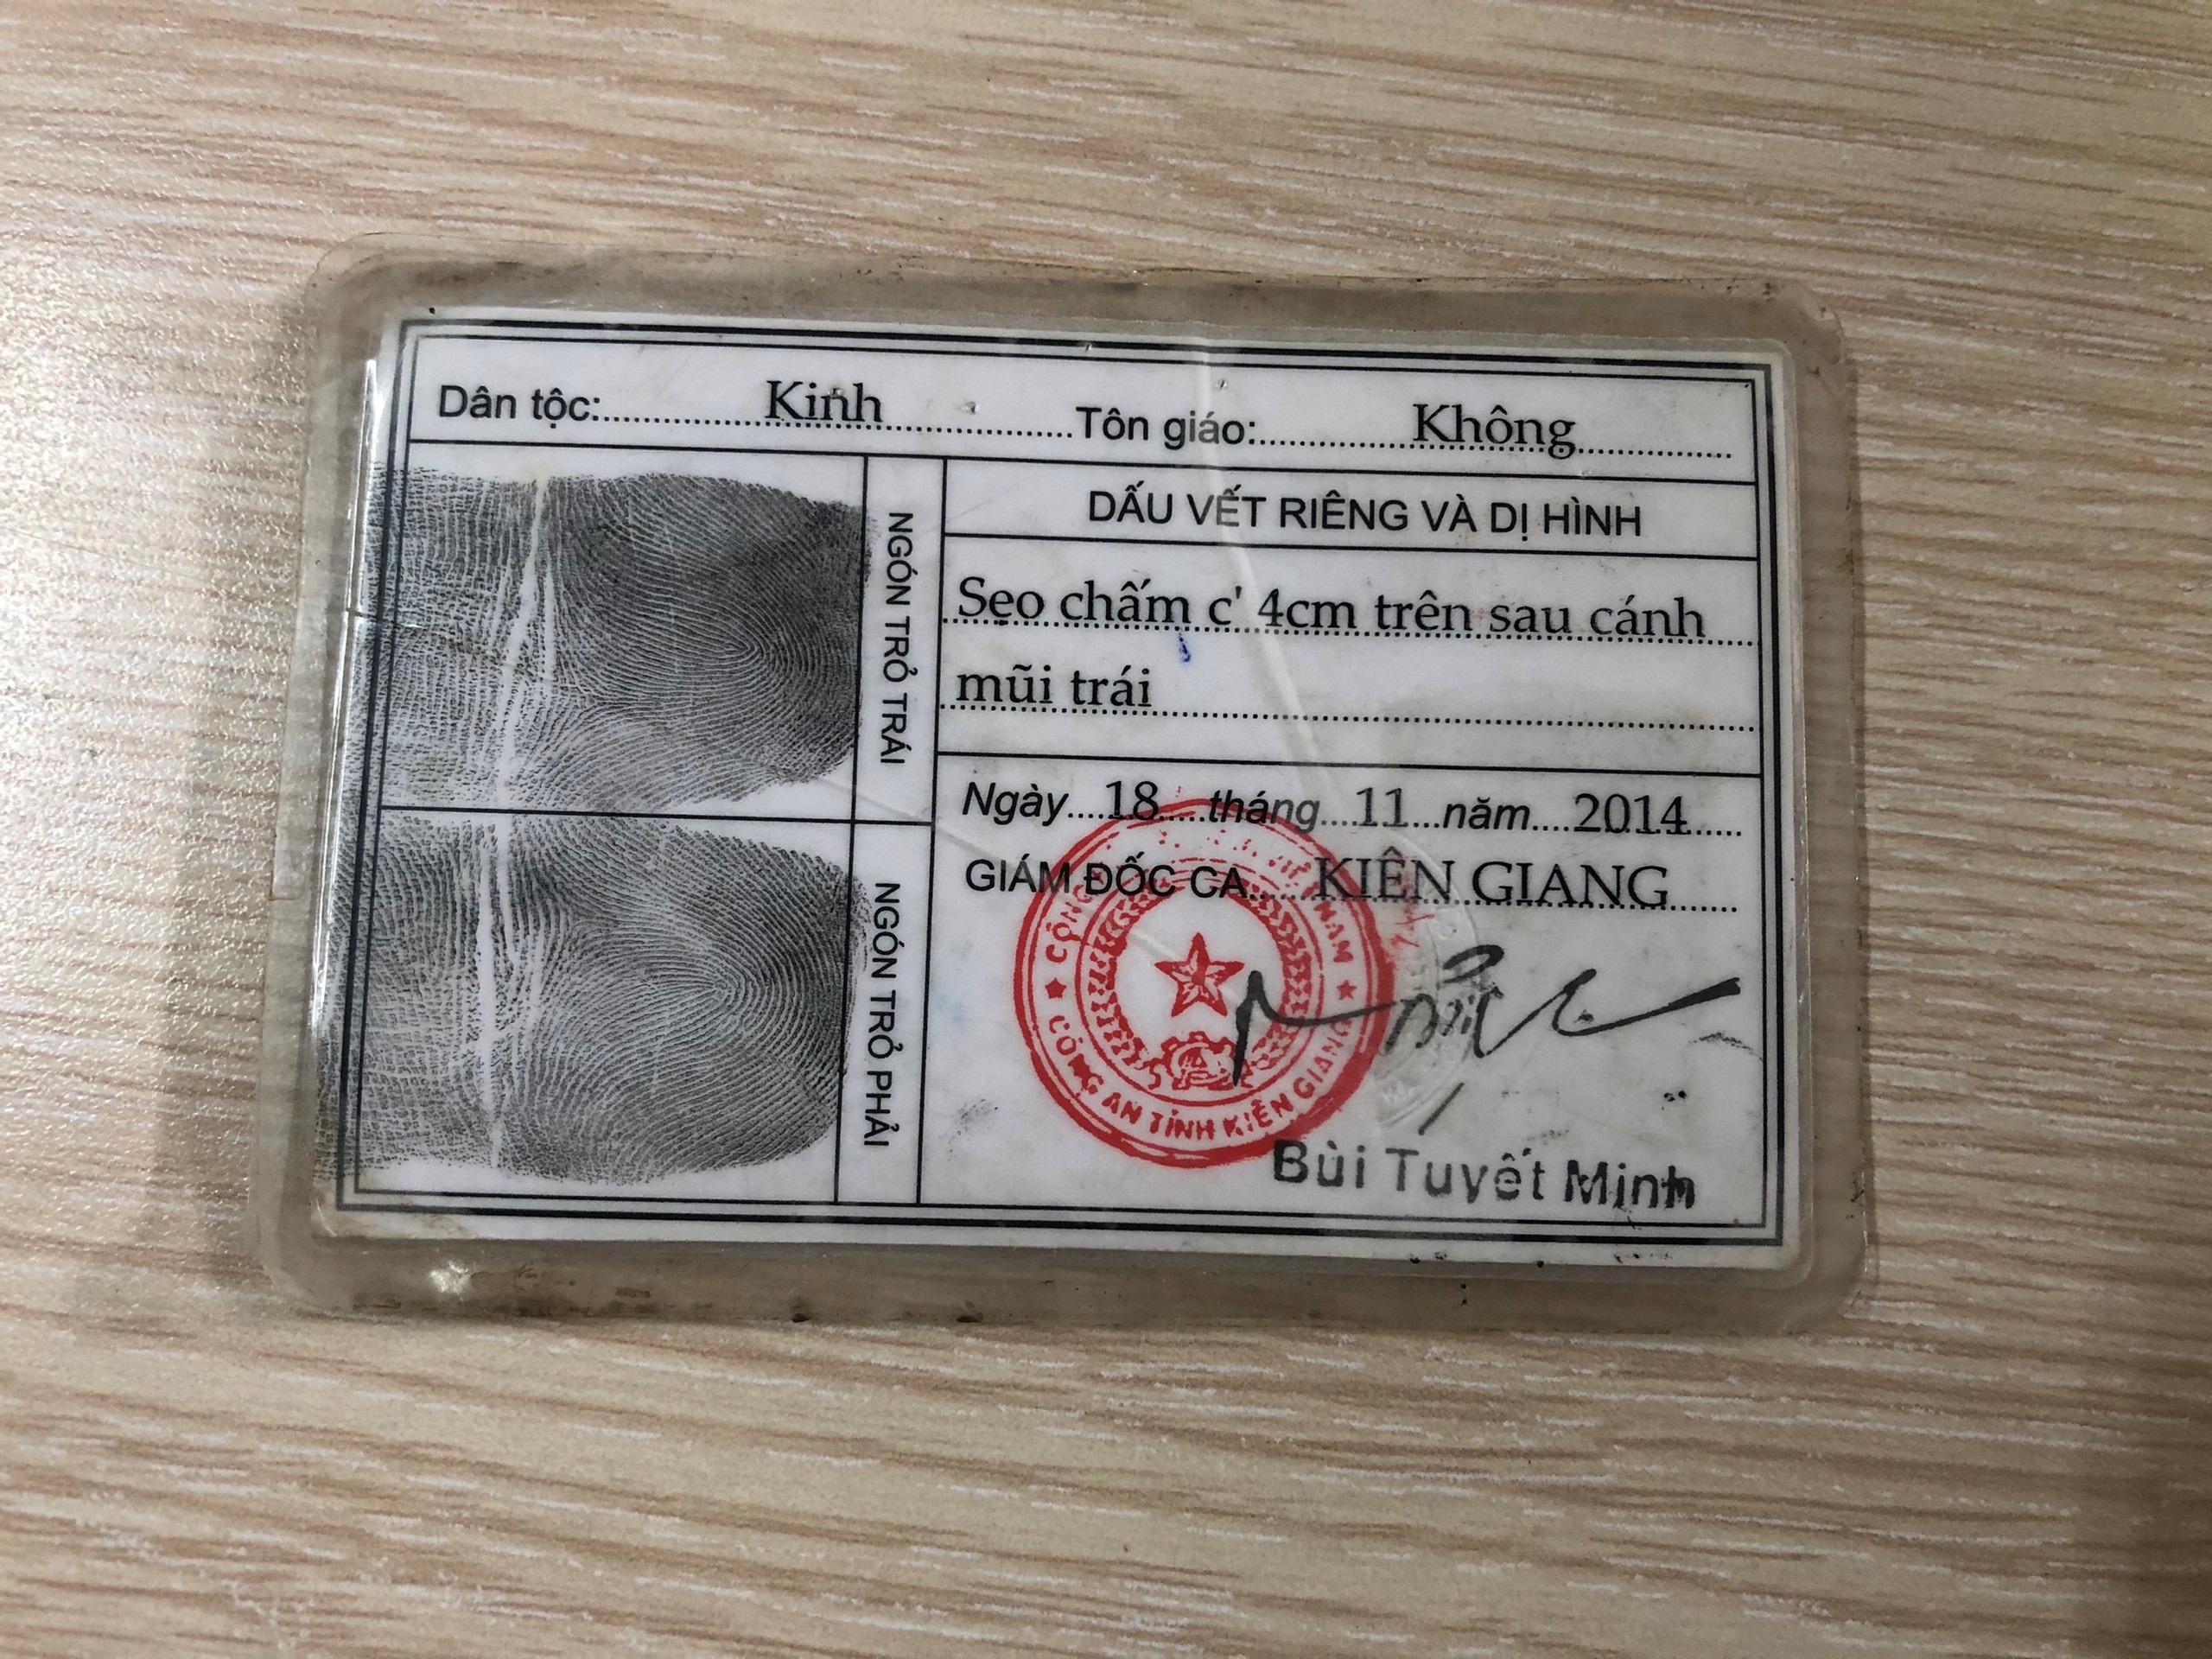 Dân tộc: Kinh Tôn giáo: Không
NGÓN TRỎ TRÁI
NGÓN TRỎ PHẢI
DẤU VẾT RIÊNG VÀ DỊ HÌNH
Sẹo chấm c' 4cm trên sau cánh
mũi trái
Ngày 18 tháng 11 năm 2014
GIÁM ĐỐC CA KIÊN GIANG
CÔNG NAM
CÔNG AN TỈNH KIÊN GIANG
Bùi Tuyết Minh